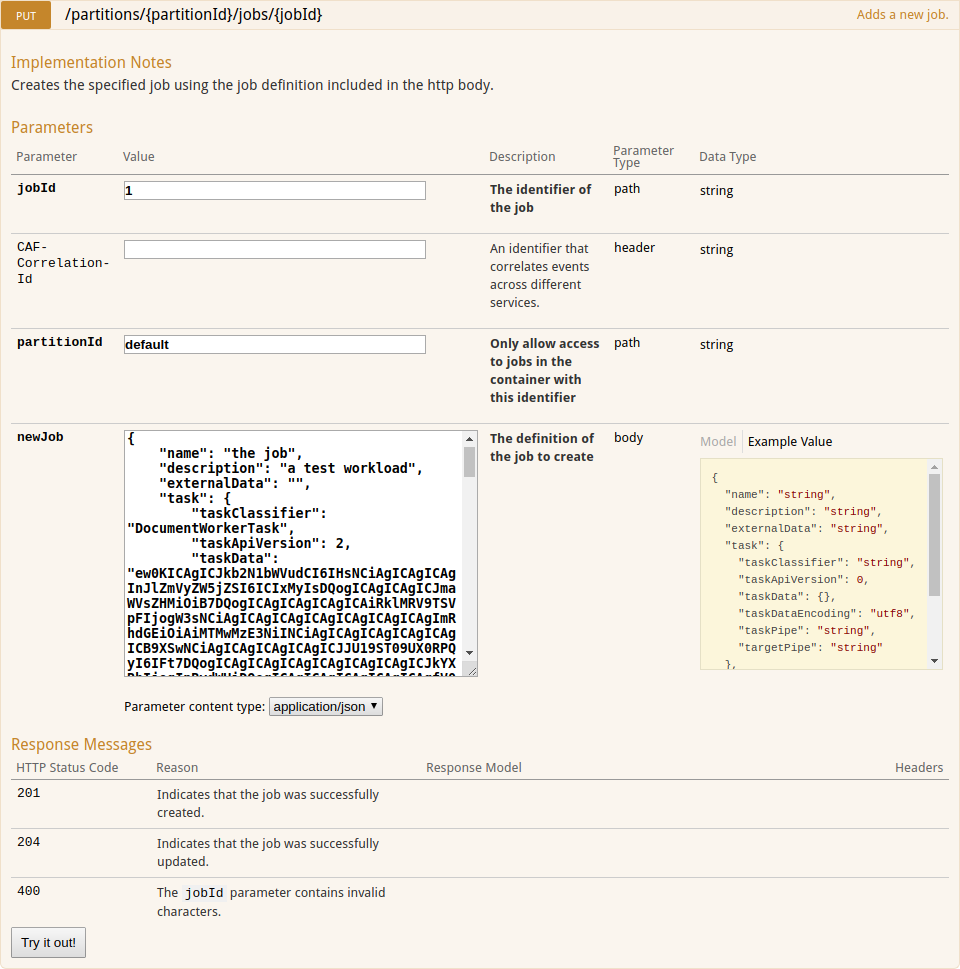 PUT /partitions/{partitionId}/jobs/{jobId} Adds a new job.
Implementation Notes
Creates the specified job using the job definition included in the http body.
Parameters
Parameter Value Description Parameter Type Data Type
jobId 1 The identifier of path string
the job
CAF- An identifier that header string
Correlation- correlates events
Id across different
services.
partitionId default Only allow access path string
to jobs in the
container with
this identifier
newJob
{
"name": "the job",
"description": "a test workload",
"externalData": "",
"task": {
"taskClassifier":
"DocumentWorkerTask",
"taskApiVersion": 2,
"taskData":
"ew0KICAgICJkb2N1bWVudCI6IHsNCiAgICAgICAg
InJlZmVyZW5jZSI6ICIxMyIsDQogICAgICAgICJma
WVsZHMiOiB7DQogICAgICAgICAgICAiRklMRV9TSV
pFIjogW3sNCiAgICAgICAgICAgICAgICAgICAgImR
hdGEiOiAiMTMwMzE3NiINCiAgICAgICAgICAgICAg
ICB9XSwNCiAgICAgICAgICAgICJJU19ST09UX0RPQ
yI6IFt7DQogICAgICAgICAgICAgICAgICAgICJkYX
The definition of body
the job to create
Model Example Value
{
"name": "string",
"description": "string",
"externalData": "string",
"task": {
"taskClassifier": "string",
"taskApiVersion": 0,
"taskData": {},
"taskDataEncoding": "utf8",
"taskPipe": "string",
"targetPipe": "string"
},
Parameter content type: application/json
Response Messages
HTTP Status Code Reason Response Model Headers
201 Indicates that the job was successfully
created.
204 Indicates that the job was successfully
updated.
400 The jobId parameter contains invalid
characters.
Try it out!